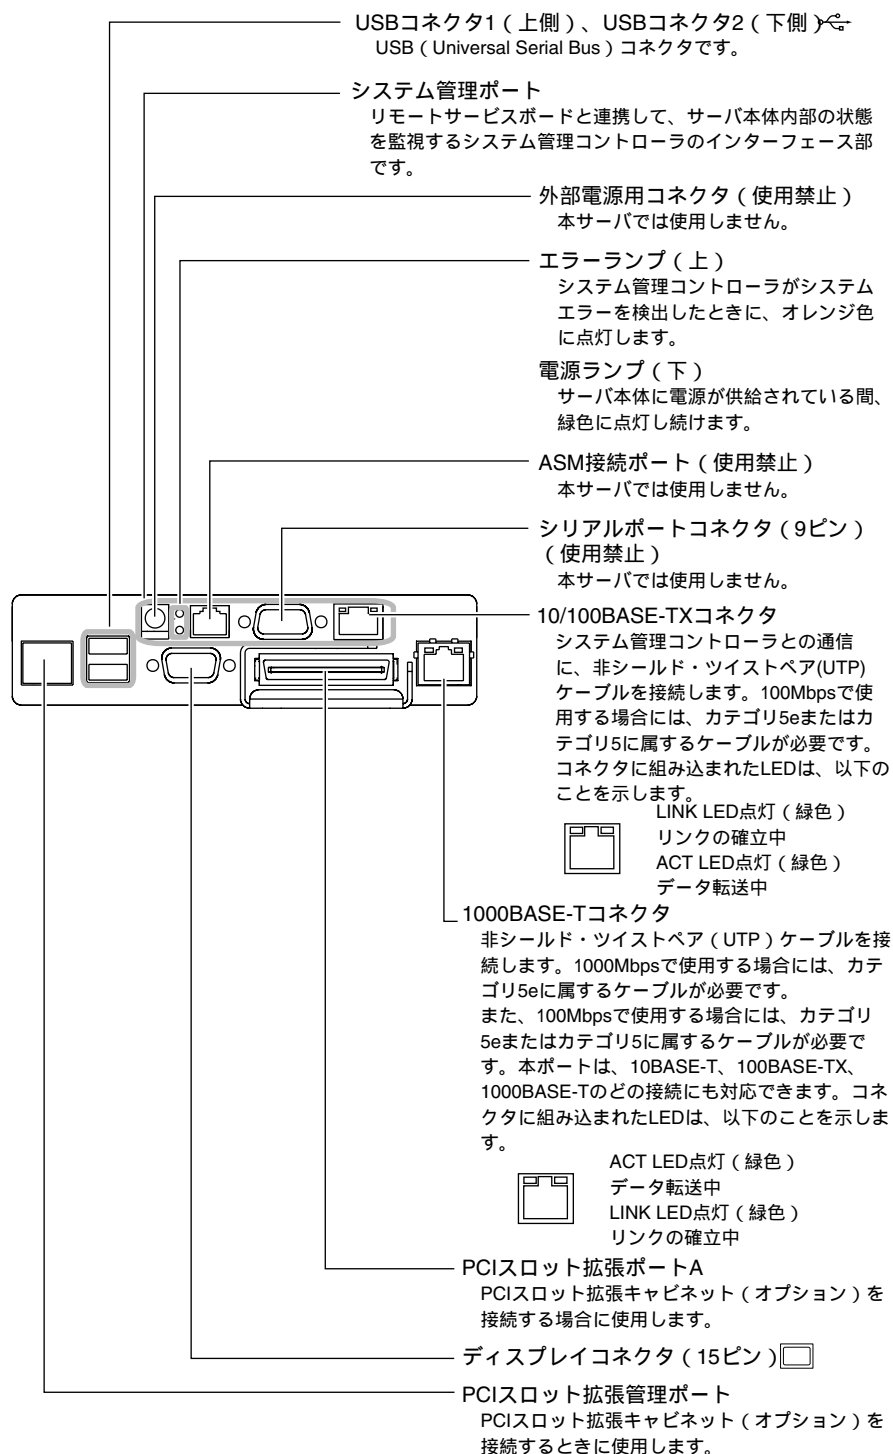 USBコネクタ1（上側）、USBコネクタ2（下側）
USB（Universal Serial Bus）コネクタです。
システム管理ポート
リモートサービスボードと連携して、サーバ本体内部の状態
を監視するシステム管理コントローラのインターフェース部
です。
外部電源用コネクタ（使用禁止）
本サーバでは使用しません。
エラーランプ（上）
システム管理コントローラがシステム
エラーを検出したときに、オレンジ色
に点灯します。
電源ランプ（下）
サーバ本体に電源が供給されている間、
緑色に点灯し続けます。
ASM接続ポート（使用禁止）
本サーバでは使用しません。
シリアルポートコネクタ（9ピン）
（使用禁止）
本サーバでは使用しません。
10/100BASE-TXコネクタ
システム管理コントローラとの通信
に、非シールド・ツイストペア(UTP)
ケーブルを接続します。100Mbpsで使
用する場合には、カテゴリ5eまたはカ
テゴリ5に属するケーブルが必要です。
コネクタに組み込まれたLEDは、以下の
ことを示します。
LINK LED点灯（緑色）
リンクの確立中
ACT LED点灯（緑色）
データ転送中
1000BASE-Tコネクタ
非シールド・ツイストペア（UTP）ケーブルを接
続します。1000Mbpsで使用する場合には、カテ
ゴリ5eに属するケーブルが必要です。
また、100Mbpsで使用する場合には、カテゴリ
5eまたはカテゴリ5に属するケーブルが必要で
す。本ポートは、10BASE-T、100BASE-TX、
1000BASE-Tのどの接続にも対応できます。コネ
クタに組み込まれたLEDは、以下のことを示しま
す。
ACT LED点灯（緑色）
データ転送中
LINK LED点灯（緑色）
リンクの確立中
PCIスロット拡張ポートA
PCIスロット拡張キャビネット（オプション）を
接続する場合に使用します。
ディスプレイコネクタ（15ピン）
PCIスロット拡張管理ポート
PCIスロット拡張キャビネット（オプション）を
接続するときに使用します。